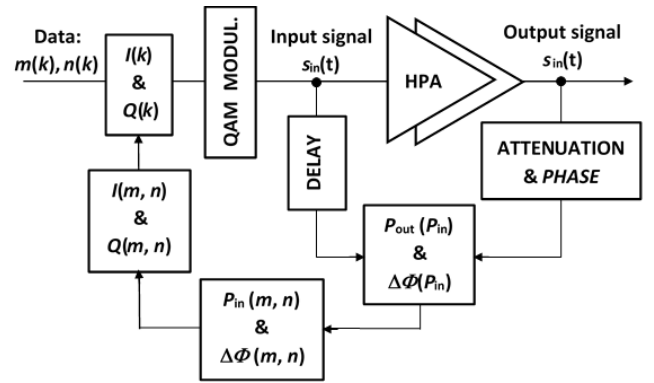 Data:
m(k), n(k)
I(k)
&
Q(k)
QAM MODUL.
Input signal
sin(t)
HPA
Output signal
sin(t)
DELAY
ATTENUATION
& PHASE
I(m, n)
&
Q(m, n)
Pout (Pin)
&
ΔΦ(Pin)
Pin (m, n)
&
ΔΦ (m, n)